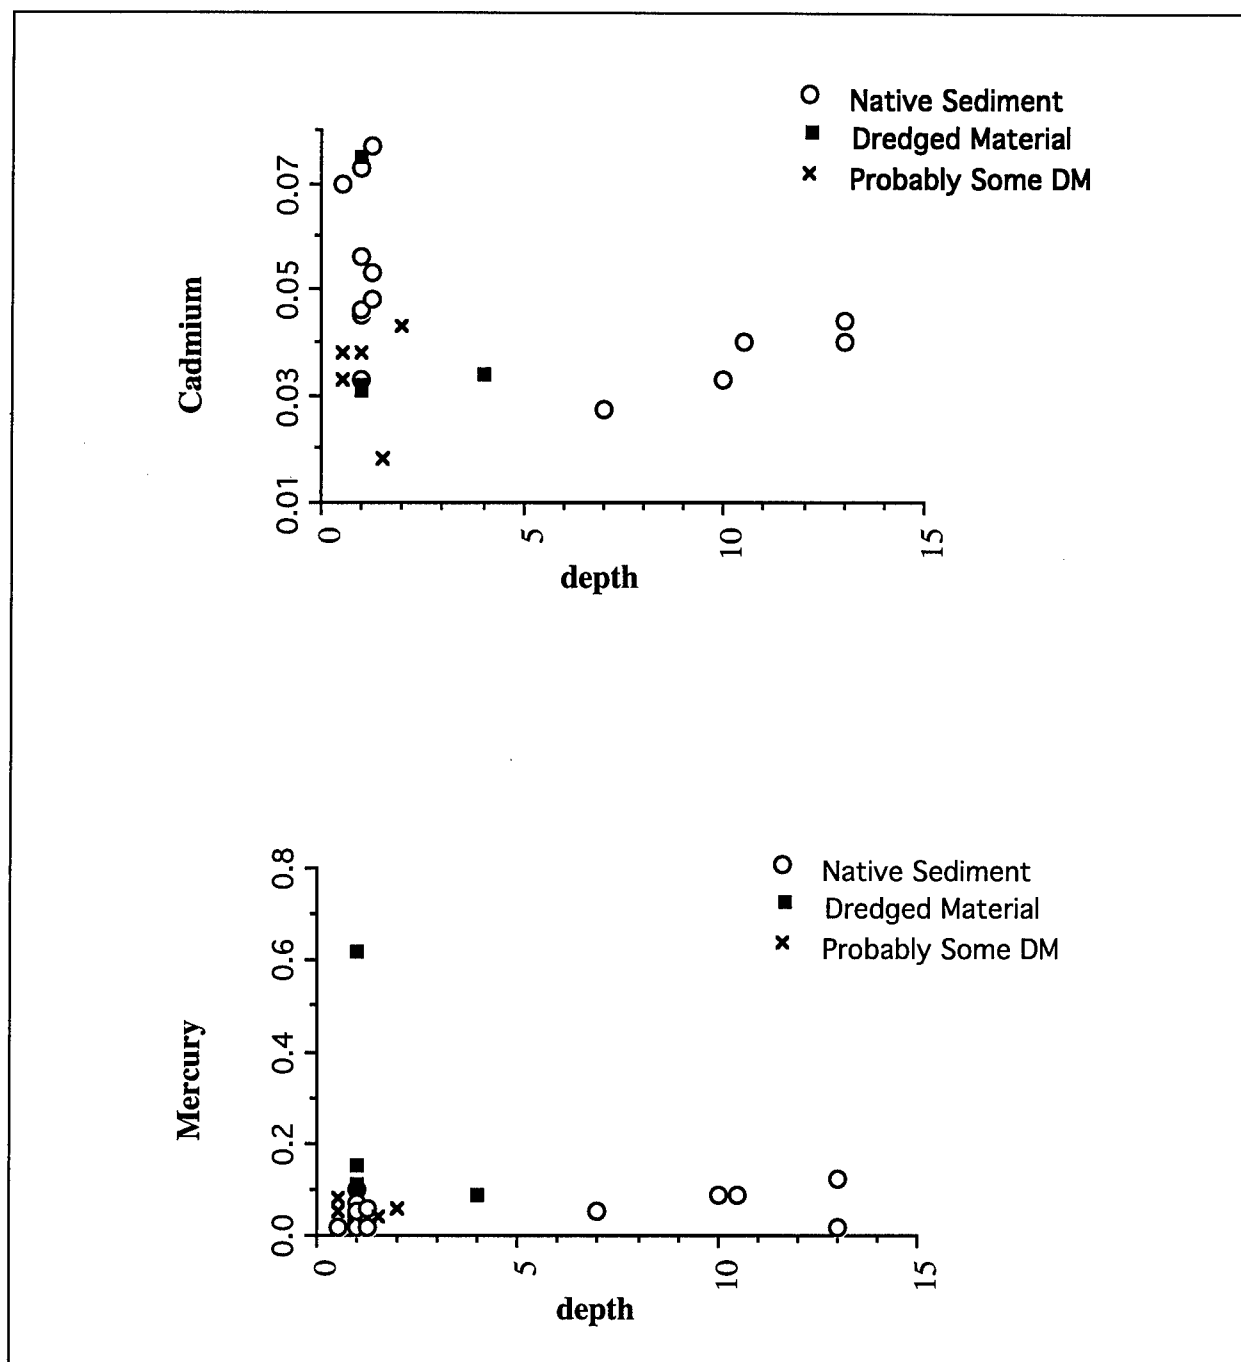 Native Sediment
Dredged Material
Probably Some DM
Cadmium
0.07
0.05
0.03
0.01
0 5 10 15
depth
Native Sediment
Dredged Material
Probably Some DM
Mercury
0.8
0.6
0.4
0.2
0.0
0 5 10 15
depth